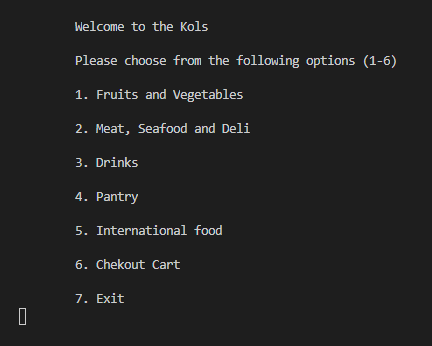 Welcome to the Kols
Please choose from the following options (1-6)
1. Fruits and Vegetables
2. Meat, Seafood and Deli
3. Drinks
4. Pantry
5. International food
6. Chekout Cart
7. Exit